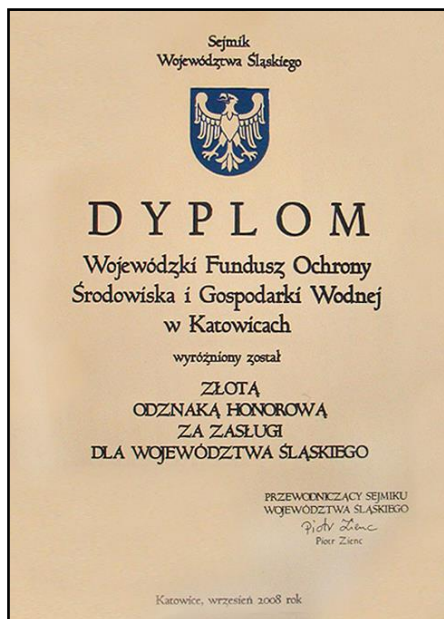 Sejmik
Województwa Śląskiego
DYPLOM
Wojewódzki Fundusz Ochrony
Środowiska i Gospodarki Wodnej
w Katowicach
wyróżniony został
ZŁOTĄ
ODZNAKĄ HONOROWĄ
ZA ZASŁUGI
DLA WOJEWÓDZTWA ŚLĄSKIEGO
PRZEWODNICZĄCY SEJMIKU
WOJEWÓDZTWA ŚLĄSKIEGO
Piotr Zienc
Piotr Zienc
Katowice, wrzesień 2008 rok